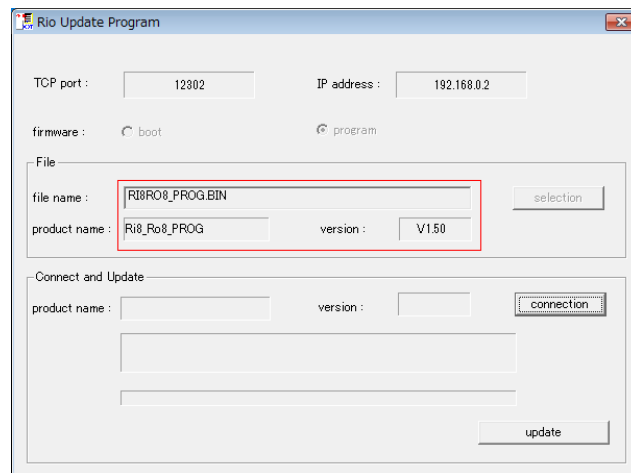 Rio Update Program
TCP port : 12302 IP address : 192.168.0.2
firmware : boot program
File
file name : RI8RO8_PROG.BIN selection
product name : Ri8_Ro8_PROG version : V1.50
Connect and Update
product name : version : connection
update